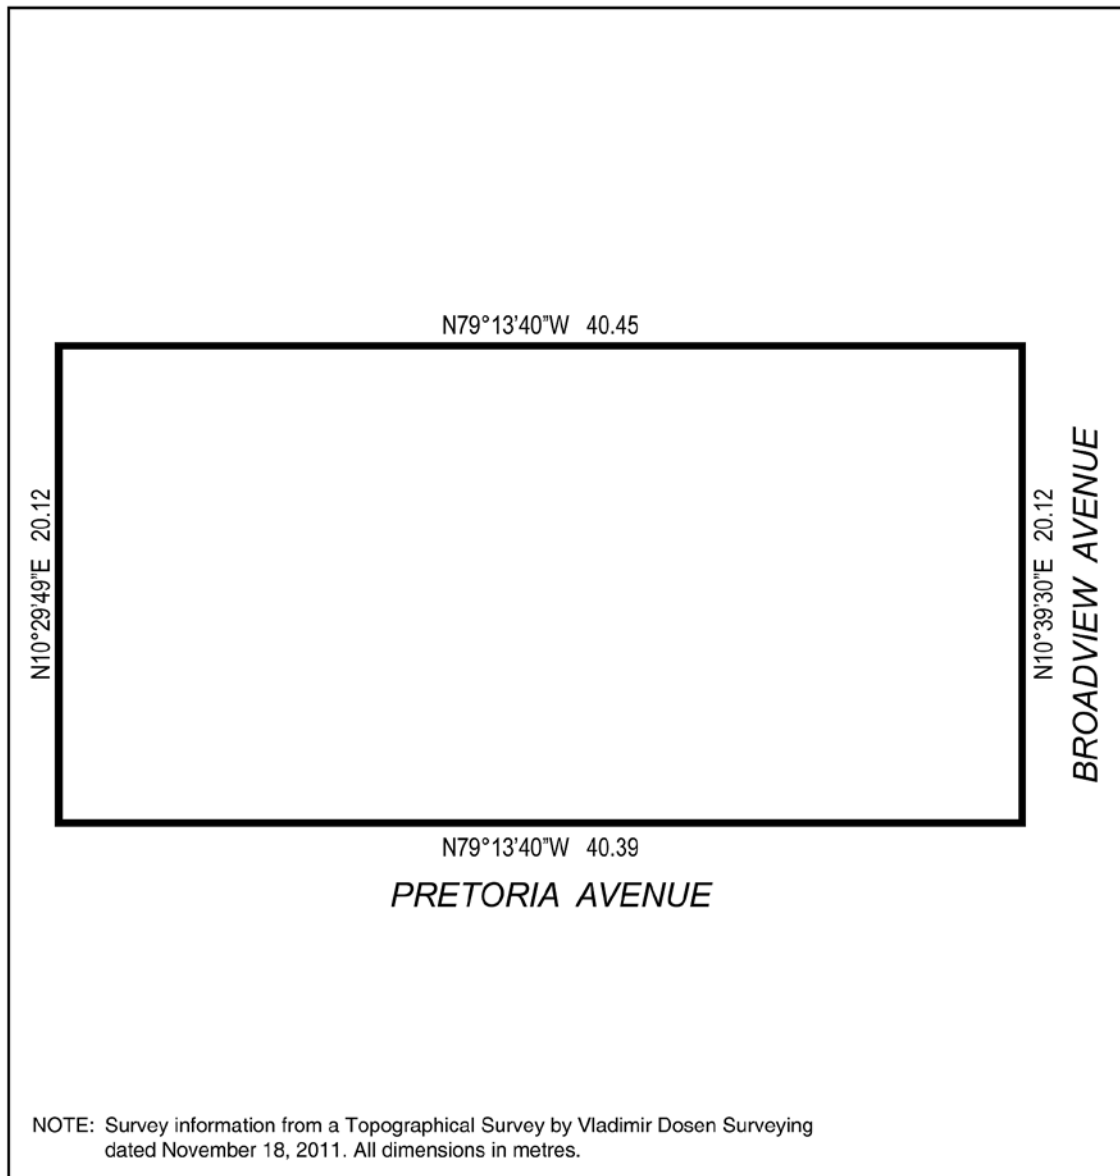 N79°13'40"W 40.45
N10°29'49"E 20.12
N10°39'30"E 20.12
BROADVIEW AVENUE
N79°13'40"W 40.39
PRETORIA AVENUE
NOTE: Survey information from a Topographical Survey by Vladimir Dosen Surveying
dated November 18, 2011. All dimensions in metres.